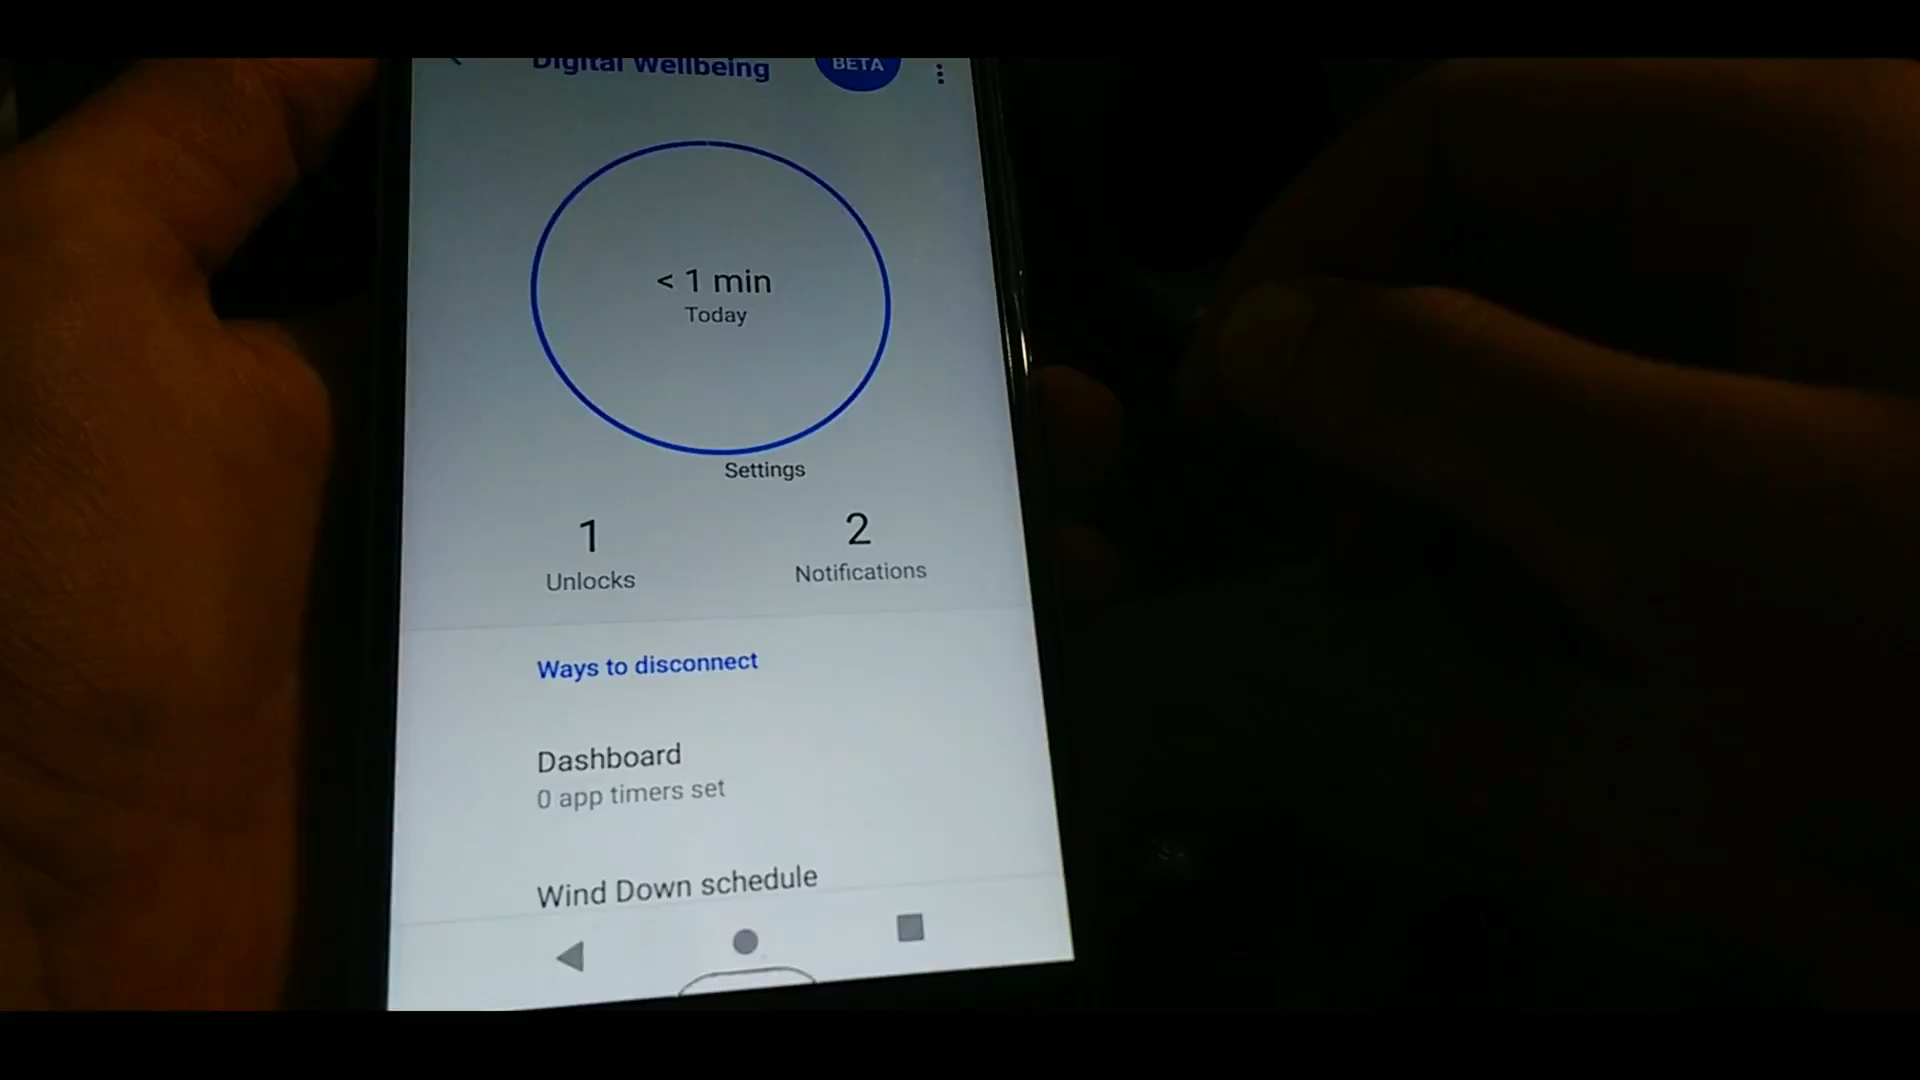 Digital Wellbeing BETA
< 1 min
Today
Settings
1 2
Unlocks Notifications
Ways to disconnect
Dashboard
0 app timers set
Wind Down schedule